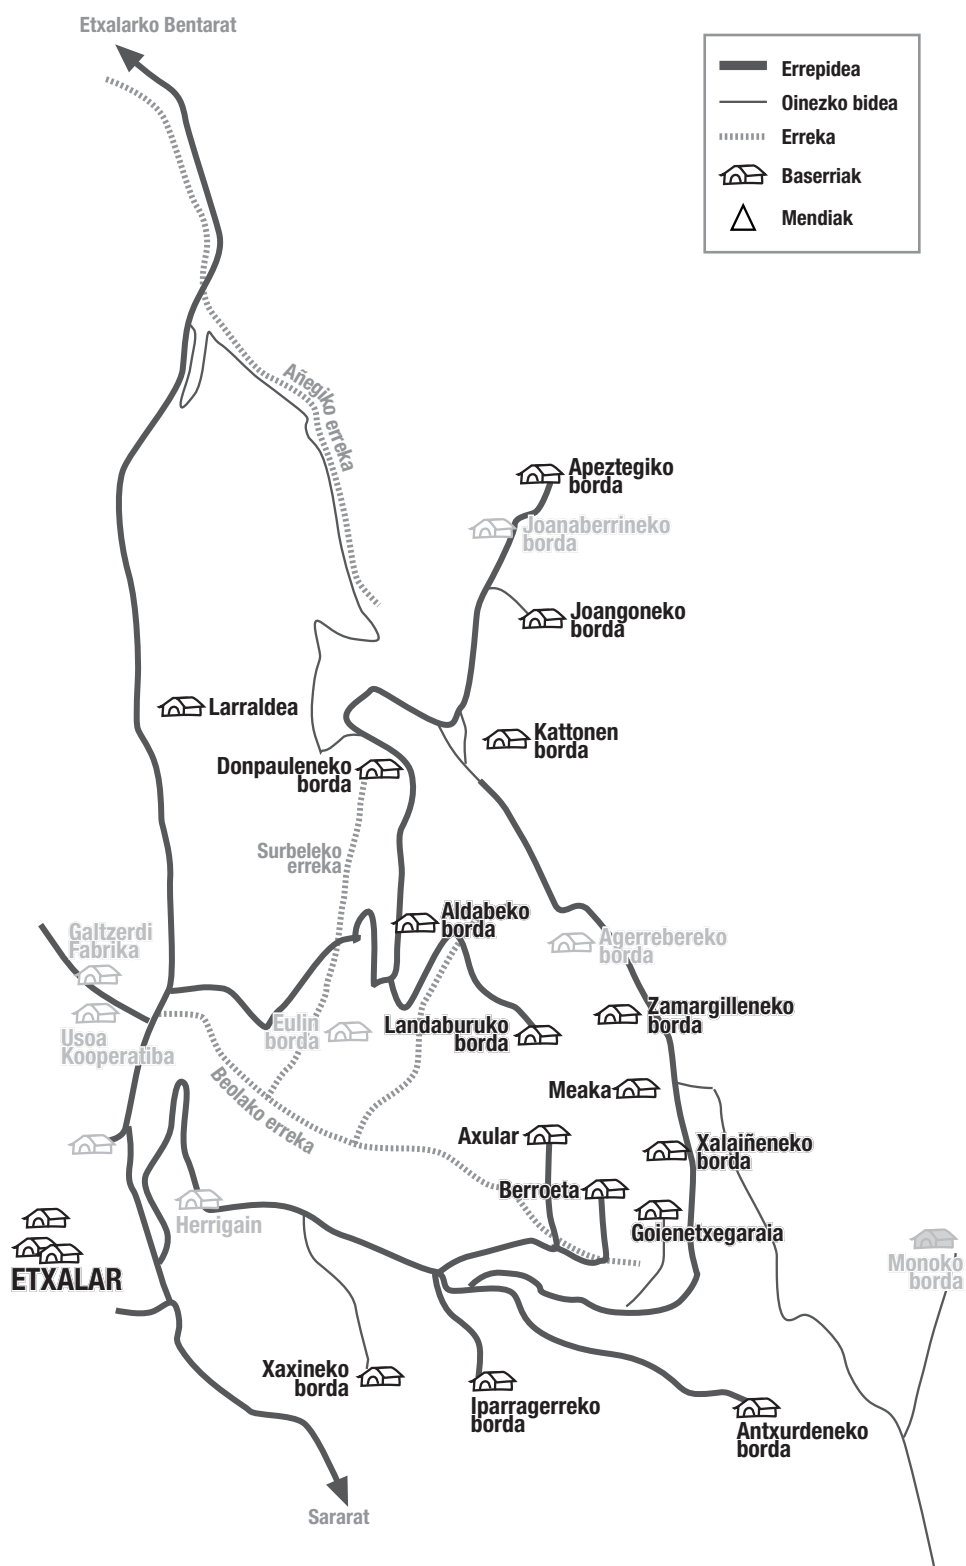 Etxalarko Bentarat
Errepidea
Oinezko bidea
Erreka
Baserriak
Mendiak
Añegiko erreka
Apeztegiko
borda
Joanaberrineko
borda
Joangoneko
borda
Larraldea
Kattonen
borda
Donpauleneko
borda
Surbeleko
erreka
Aldabeko
borda
Galtzerdi
Fabrika
Agerrebereko
borda
Zamargilleneko
borda
Usoa
Kooperatiba
Eulin
borda
Landaburuko
borda
Beolako erreka
Meaka
Axular
Xalaiñeneko
borda
Berroeta
Herrigain
Goienetxegaraia
ETXALAR
Monoko
borda
Xaxineko
borda
Iparragerreko
borda
Antxurdeneko
borda
Sararat